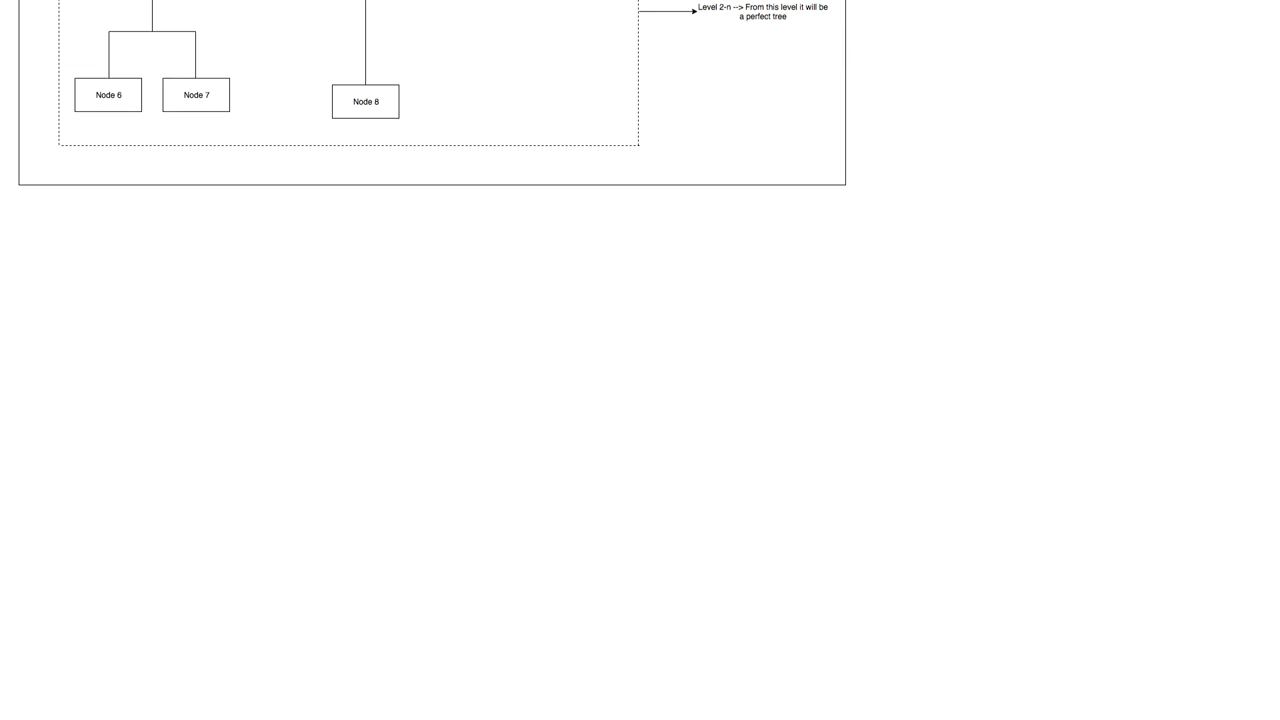 Level 2-n --> From this level it will be
a perfect tree
Node 6
Node 7
Node 8